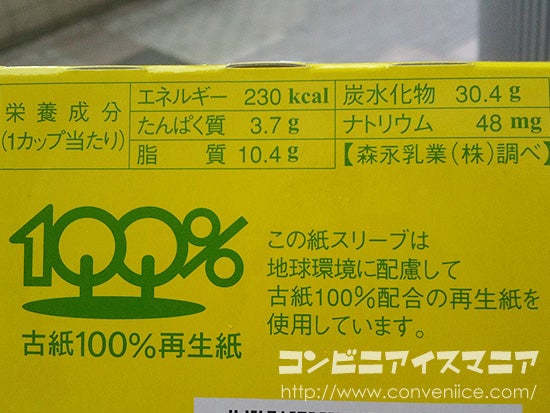 栄養成分
(1カップ当たり)
エネルギー 230 kcal
たんぱく質 3.7 g
脂質 10.4 g
炭水化物 30.4 g
ナトリウム 48 mg
【森永乳業(株)調べ】
100%
古紙100%再生紙
この紙スリーブは
地球環境に配慮して
古紙100%配合の再生紙を
使用しています。
コンビニアイスマニア
http://www.conveniice.com/